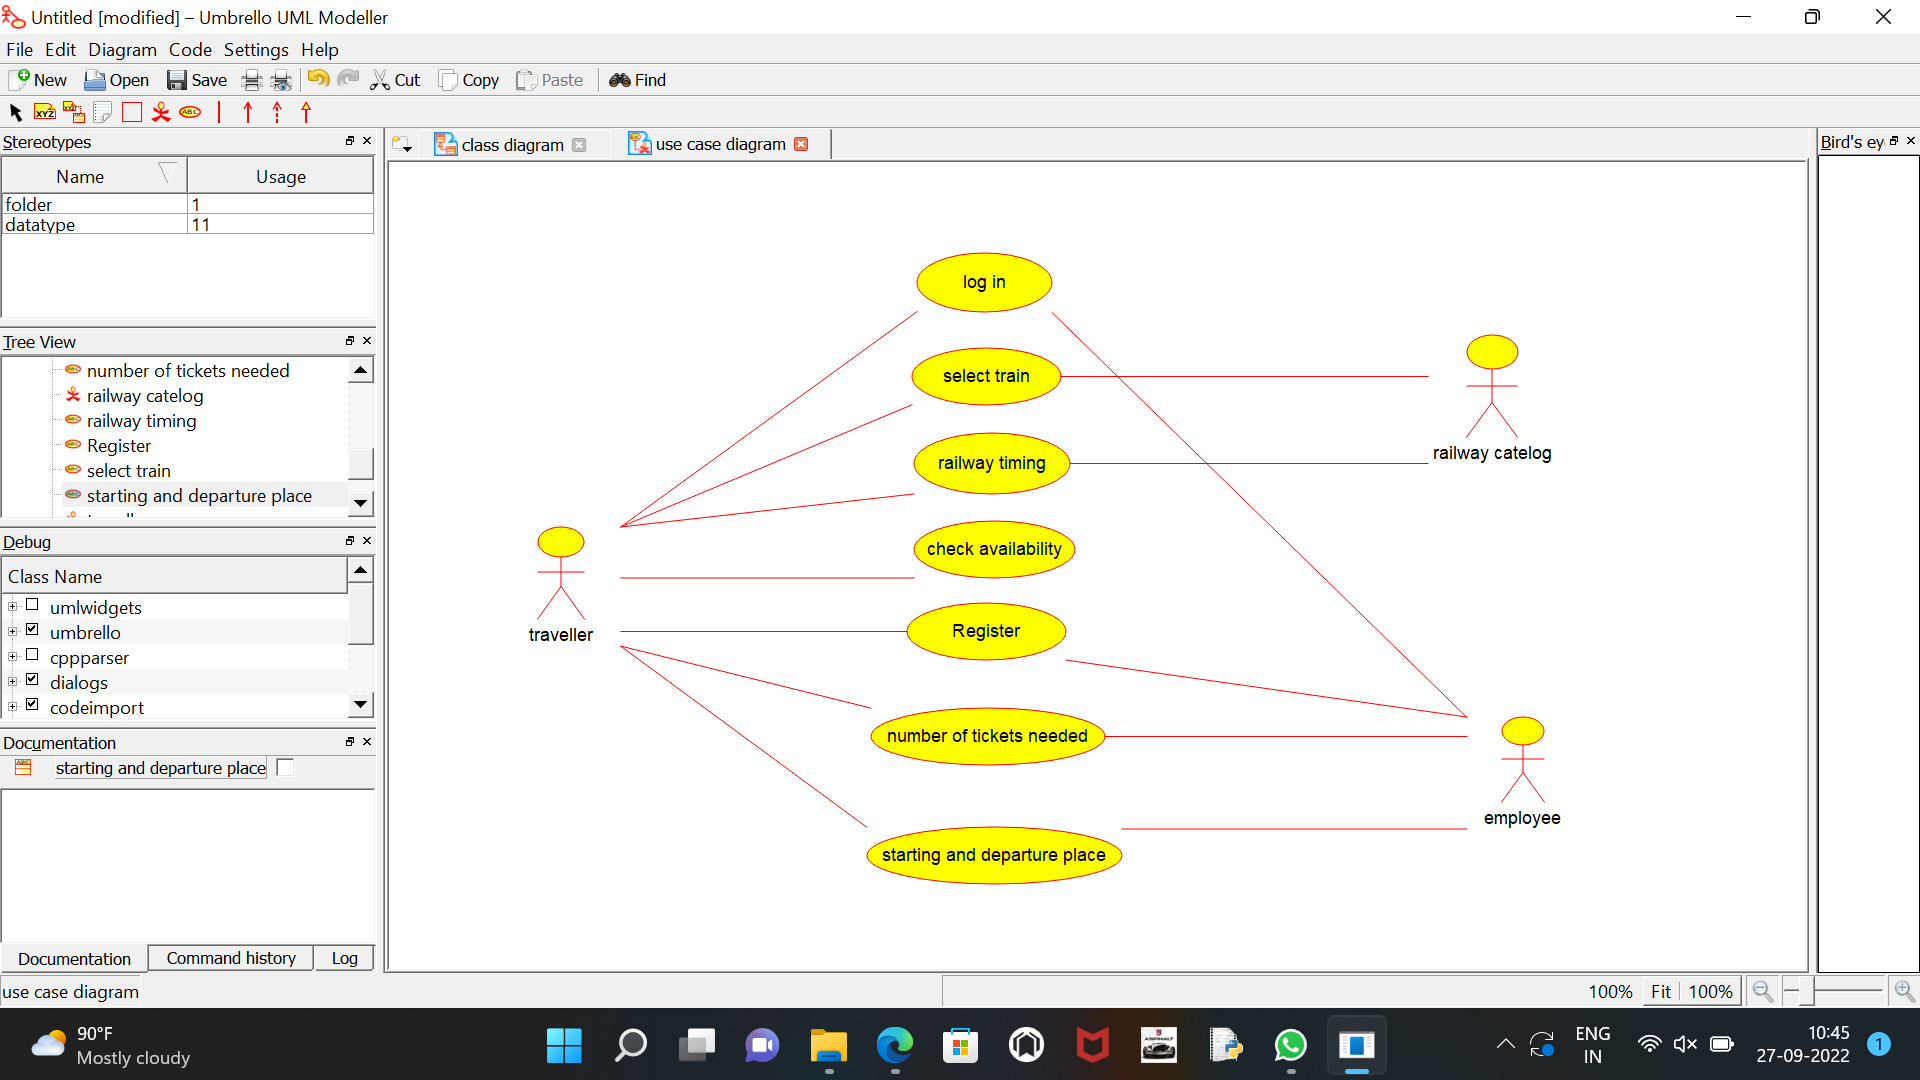 Untitled [modified] – Umbrello UML Modeller
File Edit Diagram Code Settings Help
New Open Save Cut Copy Paste Find
XYZ XYZ ABC
Stereotypes
Name Usage
folder 1
datatype 11
Tree View
number of tickets needed
railway catelog
railway timing
Register
select train
starting and departure place
Debug
Class Name
umlwidgets
umbrello
cppparser
dialogs
codeimport
Documentation
starting and departure place
Documentation Command history Log
class diagram use case diagram
log in
select train
railway timing
check availability
Register
number of tickets needed
starting and departure place
traveller
railway catelog
employee
Bird's ey
use case diagram
100% Fit 100%
90°F
Mostly cloudy
ASPHALT
ENG
IN
10:45
27-09-2022
1